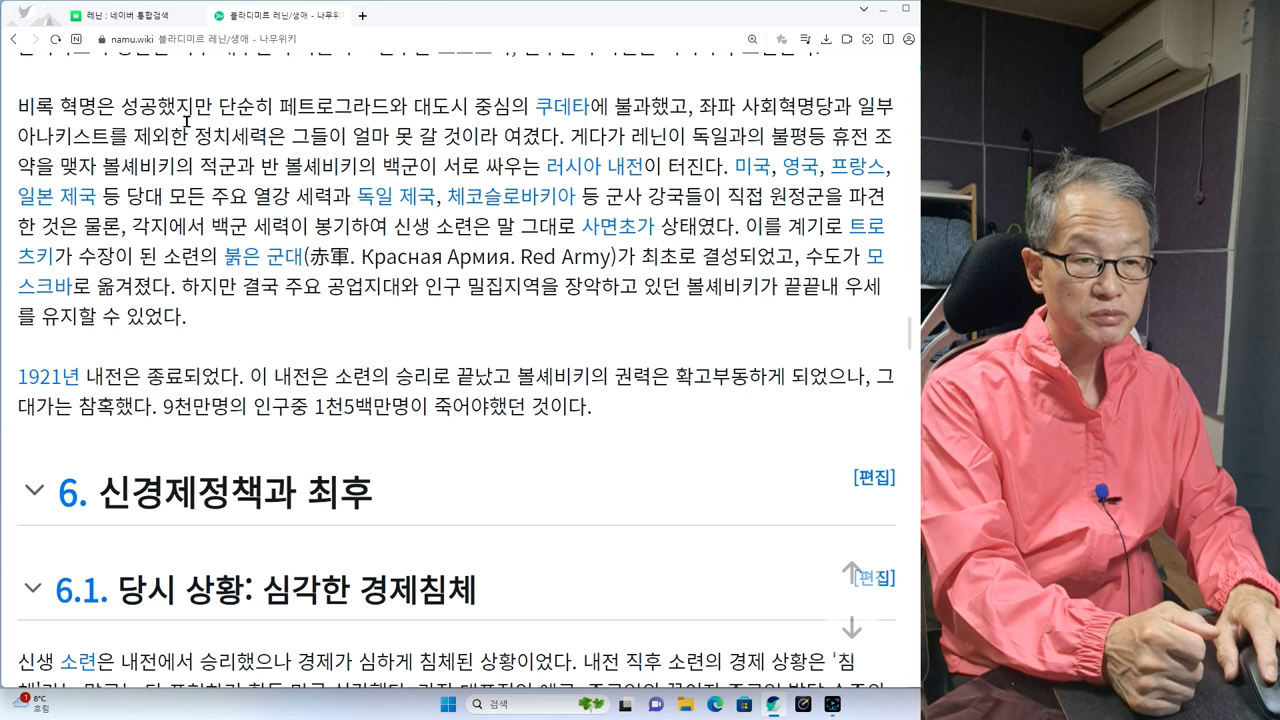 레닌 : 네이버 통합검색
블라디미르 레닌/생애 - 나무위키
namu.wiki 블라디미르 레닌/생애 - 나무위키
비록 혁명은 성공했지만 단순히 페트로그라드와 대도시 중심의 쿠데타에 불과했고, 좌파 사회혁명당과 일부
아나키스트를 제외한 정치세력은 그들이 얼마 못 갈 것이라 여겼다. 게다가 레닌이 독일과의 불평등 휴전 조
약을 맺자 볼셰비키의 적군과 반 볼셰비키의 백군이 서로 싸우는 러시아 내전이 터진다. 미국, 영국, 프랑스,
일본 제국 등 당대 모든 주요 열강 세력과 독일 제국, 체코슬로바키아 등 군사 강국들이 직접 원정군을 파견
한 것은 물론, 각지에서 백군 세력이 봉기하여 신생 소련은 말 그대로 사면초가 상태였다. 이를 계기로 트로
츠키가 수장이 된 소련의 붉은 군대(赤軍. Красная Армия. Red Army)가 최초로 결성되었고, 수도가 모
스크바로 옮겨졌다. 하지만 결국 주요 공업지대와 인구 밀집지역을 장악하고 있던 볼셰비키가 끝끝내 우세
를 유지할 수 있었다.
1921년 내전은 종료되었다. 이 내전은 소련의 승리로 끝났고 볼셰비키의 권력은 확고부동하게 되었으나, 그
대가는 참혹했다. 9천만명의 인구중 1천5백만명이 죽어야했던 것이다.
6. 신경제정책과 최후
[편집]
6.1. 당시 상황: 심각한 경제침체
[편집]
신생 소련은 내전에서 승리했으나 경제가 심하게 침체된 상황이었다. 내전 직후 소련의 경제 상황은 '침
1
8°C
흐림
검색